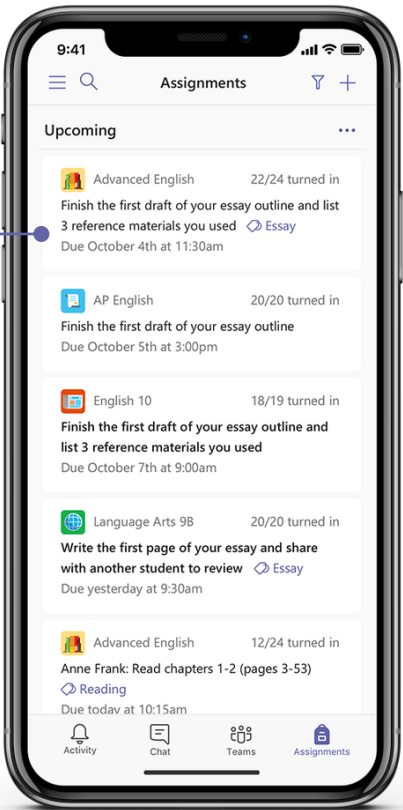 9:41
Assignments
Upcoming
Advanced English 22/24 turned in
Finish the first draft of your essay outline and list
3 reference materials you used Essay
Due October 4th at 11:30am
AP English 20/20 turned in
Finish the first draft of your essay outline
Due October 5th at 3:00pm
English 10 18/19 turned in
Finish the first draft of your essay outline and
list 3 reference materials you used
Due October 7th at 9:00am
Language Arts 9B 20/20 turned in
Write the first page of your essay and share
with another student to review Essay
Due yesterday at 9:30am
Advanced English 12/24 turned in
Anne Frank: Read chapters 1-2 (pages 3-53)
Reading
Due today at 10:15am
Activity Chat Teams Assignments